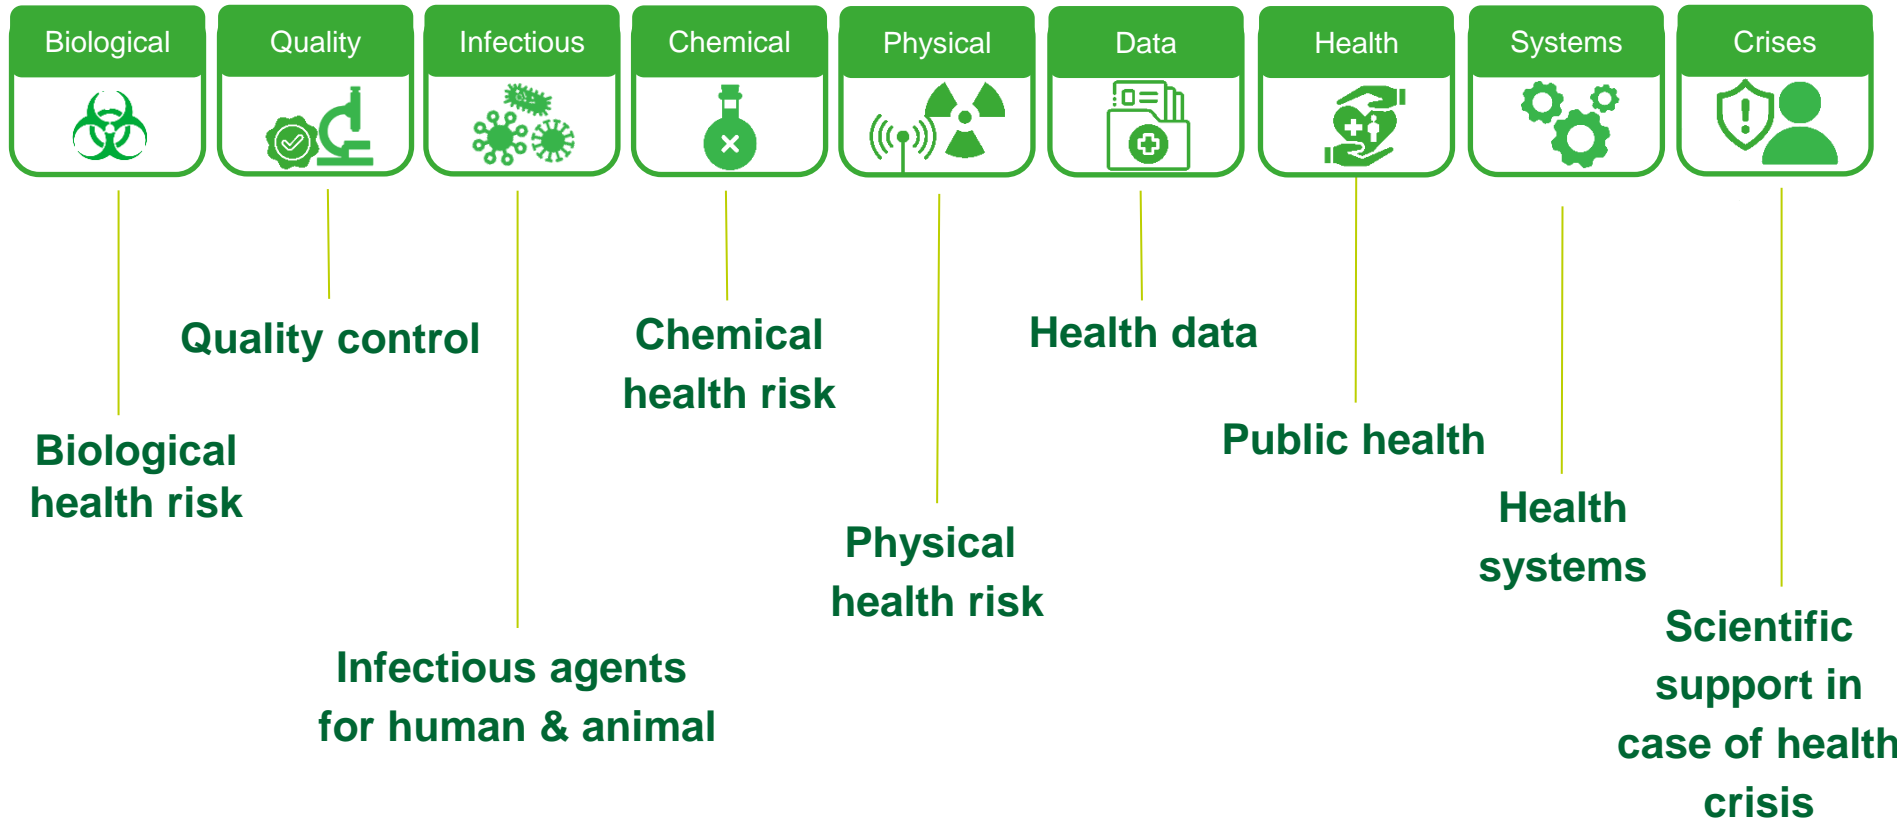 Biological
Quality
Infectious
Chemical
Physical
Data
Health
Systems
Crises
Biological
health risk
Quality control
Infectious agents
for human & animal
Chemical
health risk
Physical
health risk
Health data
Public health
Health
systems
Scientific
support in
case of health
crisis